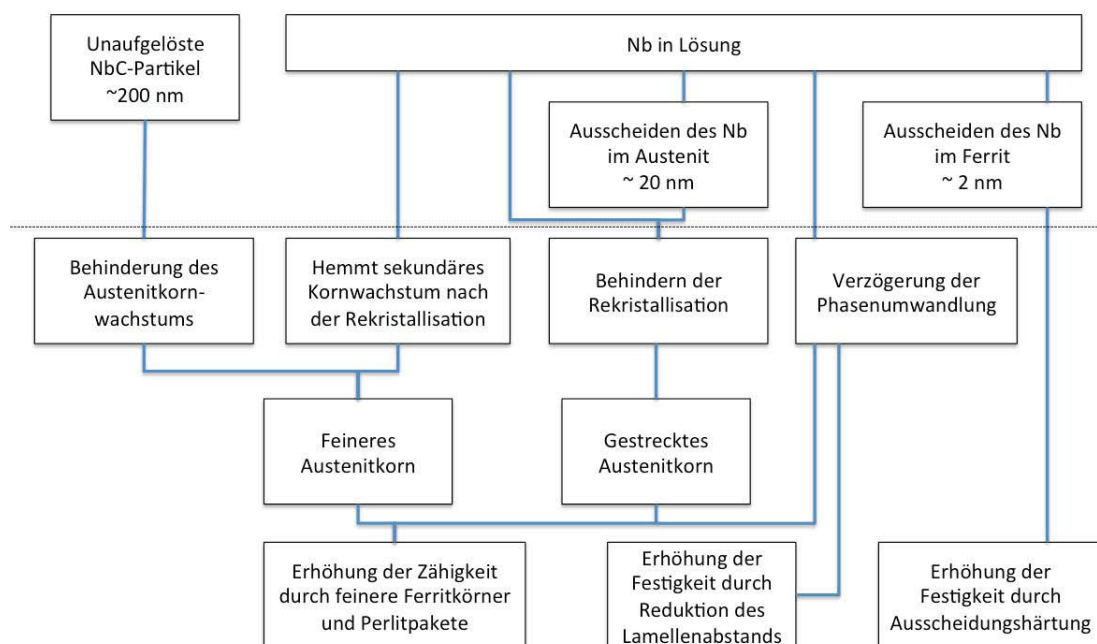 Unaufgelöste
NbC-Partikel
~200 nm
Nb in Lösung
Ausscheiden des Nb
im Austenit
~ 20 nm
Ausscheiden des Nb
im Ferrit
~ 2 nm
Behinderung des
Austenitkorn-
wachstums
Hemmt sekundäres
Kornwachstum nach
der Rekristallisation
Behindern der
Rekristallisation
Verzögerung der
Phasenumwandlung
Feineres
Austenitkorn
Gestrecktes
Austenitkorn
Erhöhung der Zähigkeit
durch feinere Ferritkörner
und Perlitpakete
Erhöhung der
Festigkeit durch
Reduktion des
Lamellenabstands
Erhöhung der
Festigkeit durch
Ausscheidungshärtung